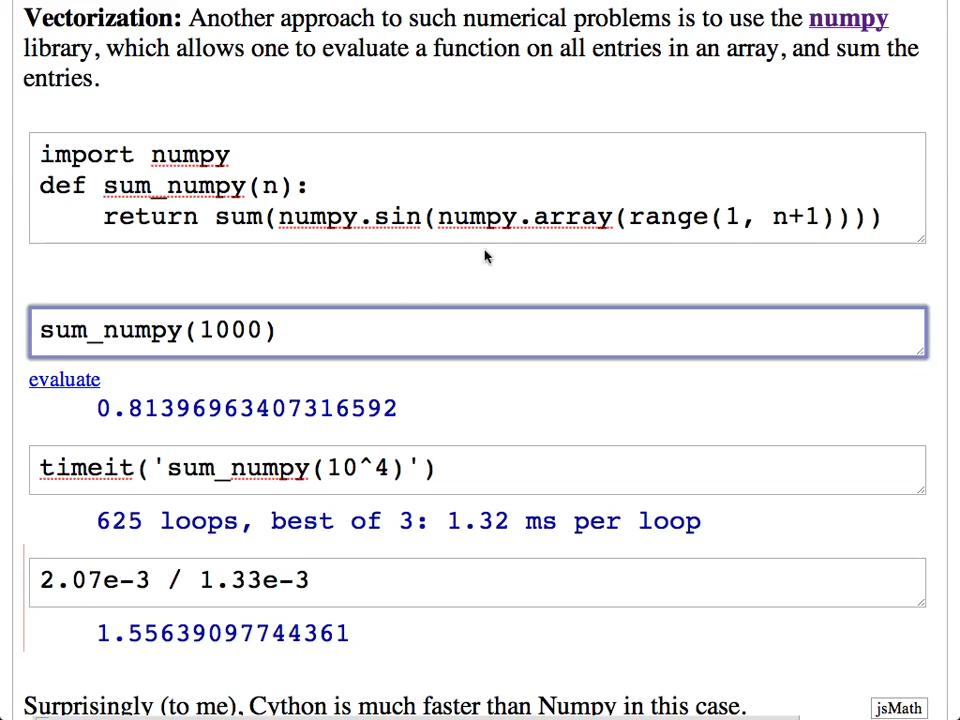 Vectorization: Another approach to such numerical problems is to use the numpy
library, which allows one to evaluate a function on all entries in an array, and sum the
entries.
import numpy
def sum_numpy(n):
    return sum(numpy.sin(numpy.array(range(1, n+1))))
sum_numpy(1000)
evaluate
0.81396963407316592
timeit('sum_numpy(10^4)')
625 loops, best of 3: 1.32 ms per loop
2.07e-3 / 1.33e-3
1.55639097744361
Surprisingly (to me), Cython is much faster than Numpy in this case.
jsMath